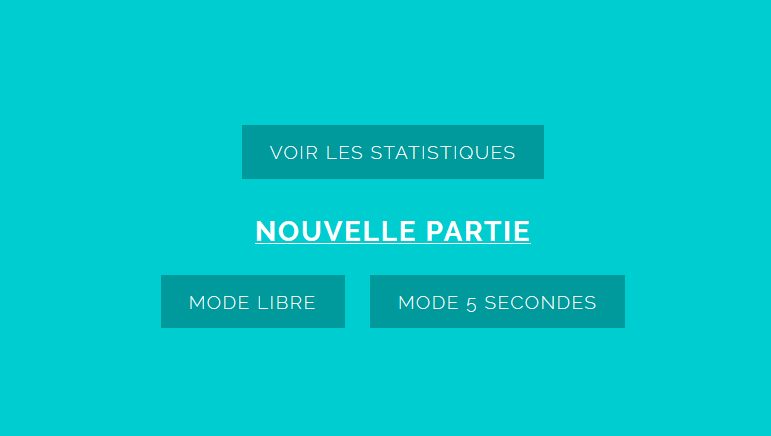 VOIR LES STATISTIQUES
NOUVELLE PARTIE
MODE LIBRE
MODE 5 SECONDES